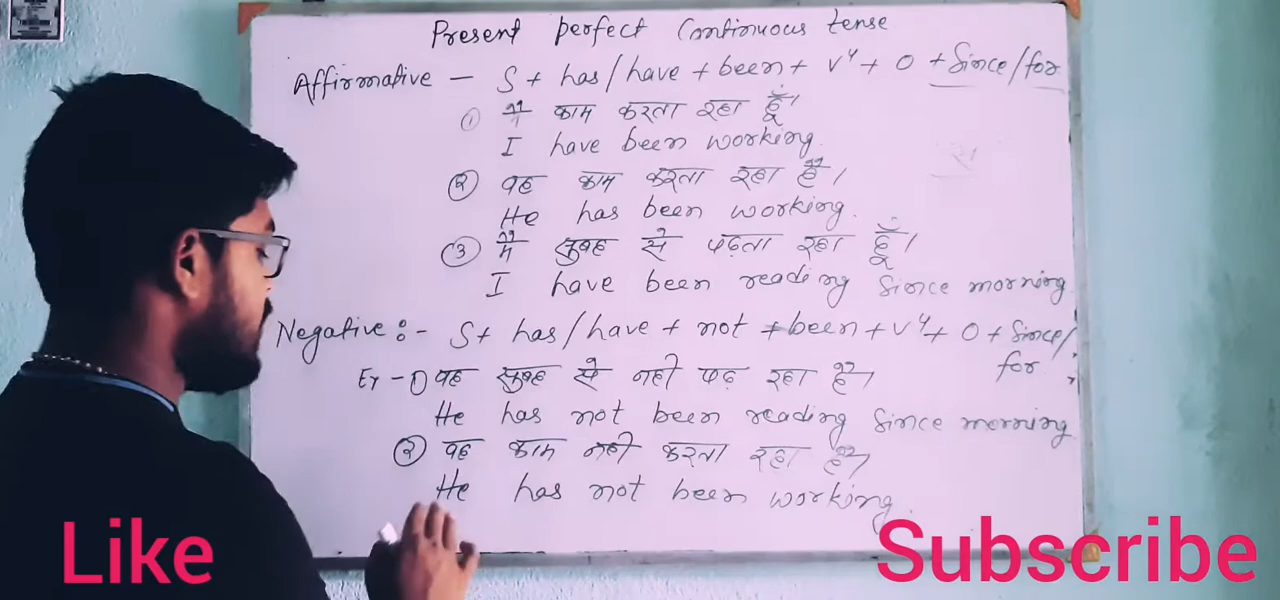 Present perfect Continuous tense
Affirmative - S + has/have + been + V⁴ + O + Since/for
① मैं काम करता रहा हूँ।
I have been working.
② वह काम करता रहा है।
He has been working.
③ मैं सुबह से पढ़ता रहा हूँ।
I have been reading Since morning
Negative :- S + has/have + not + been + V⁴ + O + Since/
for
Ex - ① वह सुबह से नही पढ़ रहा है।
He has not been reading Since morning
② वह काम नही करता रहा है।
He has not been working.
Like
Subscribe